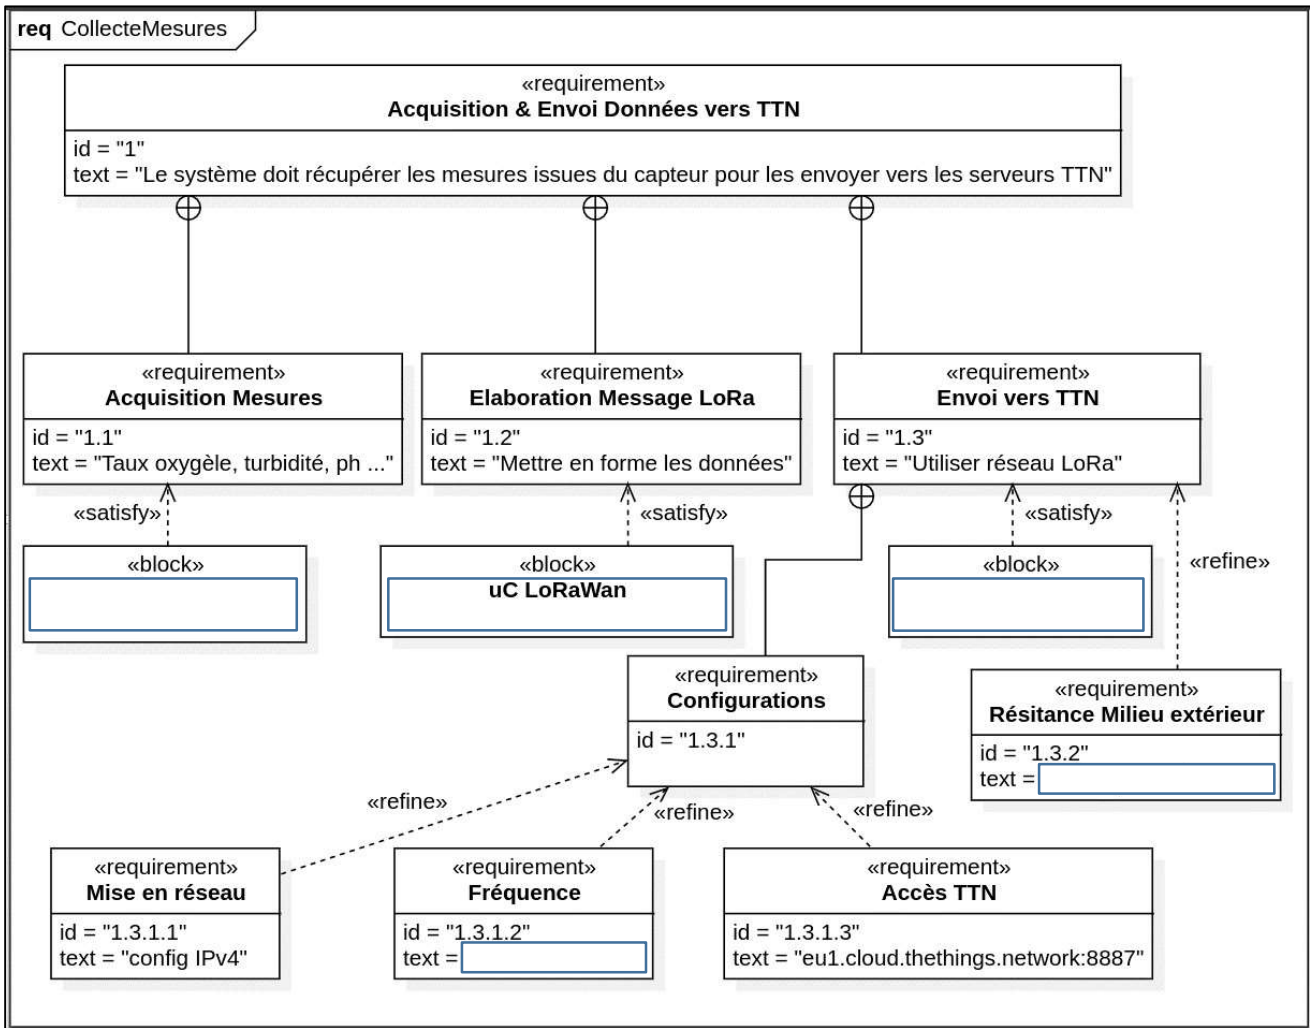 req CollecteMesures
«requirement»
Acquisition & Envoi Données vers TTN
id = "1"
text = "Le système doit récupérer les mesures issues du capteur pour les envoyer vers les serveurs TTN"
«requirement»
Acquisition Mesures
id = "1.1"
text = "Taux oxygèle, turbidité, ph ..."
«requirement»
Elaboration Message LoRa
id = "1.2"
text = "Mettre en forme les données"
«requirement»
Envoi vers TTN
id = "1.3"
text = "Utiliser réseau LoRa"
«satisfy»
«satisfy»
«satisfy»
«refine»
«block»
«block»
uC LoRaWan
«block»
«requirement»
Configurations
id = "1.3.1"
«requirement»
Résitance Milieu extérieur
id = "1.3.2"
text =
«refine»
«refine»
«refine»
«requirement»
Mise en réseau
id = "1.3.1.1"
text = "config IPv4"
«requirement»
Fréquence
id = "1.3.1.2"
text =
«requirement»
Accès TTN
id = "1.3.1.3"
text = "eu1.cloud.thethings.network:8887"